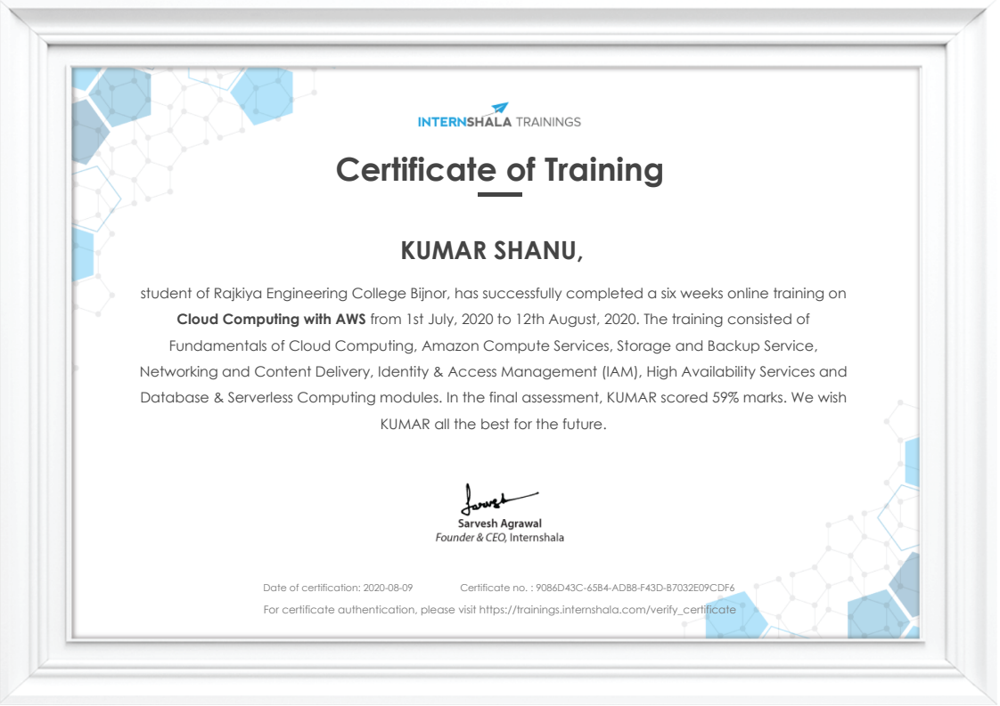 INTERNSHALA TRAININGS
Certificate of Training
KUMAR SHANU,
student of Rajkiya Engineering College Bijnor, has successfully completed a six weeks online training on
Cloud Computing with AWS from 1st July, 2020 to 12th August, 2020. The training consisted of
Fundamentals of Cloud Computing, Amazon Compute Services, Storage and Backup Service,
Networking and Content Delivery, Identity & Access Management (IAM), High Availability Services and
Database & Serverless Computing modules. In the final assessment, KUMAR scored 59% marks. We wish
KUMAR all the best for the future.
Sarvesh
Sarvesh Agrawal
Founder & CEO, Internshala
Date of certification: 2020-08-09 Certificate no. : 9086D43C-65B4-ADB8-F43D-B7032E09CDF6
For certificate authentication, please visit https://trainings.internshala.com/verify_certificate